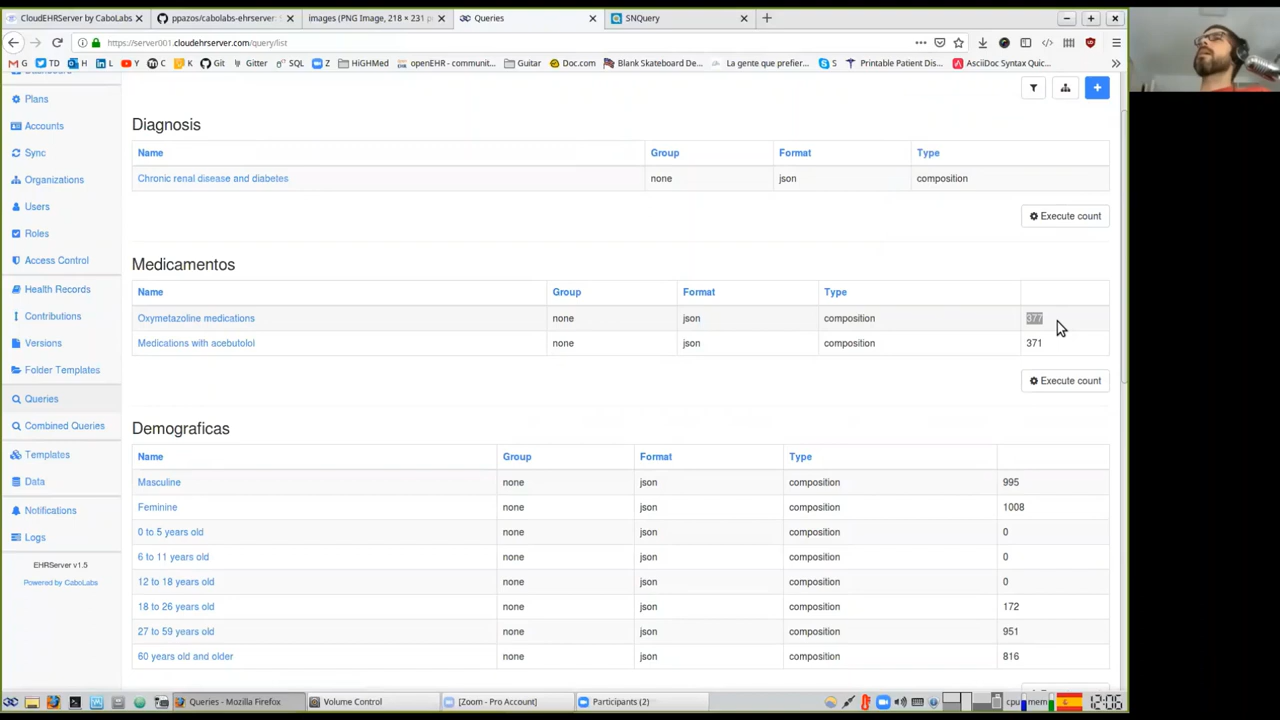 CloudEHRServer by CaboLabs
ppazos/cabolabs-ehrserver:
images (PNG Image, 218 × 231 p
Queries
SNQuery
https://server001.cloudehrserver.com/query/list
G TD H L Y C K Git Gitter SQL Z HiGHMed openEHR - communit... Guitar Doc.com Blank Skateboard De... La gente que prefier... S Printable Patient Dis... AsciiDoc Syntax Quic...
Plans
Accounts
Sync
Organizations
Users
Roles
Access Control
Health Records
Contributions
Versions
Folder Templates
Queries
Combined Queries
Templates
Data
Notifications
Logs
EHRServer v1.5
Powered by CaboLabs
Diagnosis
Name Group Format Type
Chronic renal disease and diabetes none json composition
Execute count
Medicamentos
Name Group Format Type
Oxymetazoline medications none json composition 377
Medications with acebutolol none json composition 371
Execute count
Demograficas
Name Group Format Type
Masculine none json composition 995
Feminine none json composition 1008
0 to 5 years old none json composition 0
6 to 11 years old none json composition 0
12 to 18 years old none json composition 0
18 to 26 years old none json composition 172
27 to 59 years old none json composition 951
60 years old and older none json composition 816
Queries - Mozilla Firefox
Volume Control
[Zoom - Pro Account]
Participants (2)
cpu mem 12:06